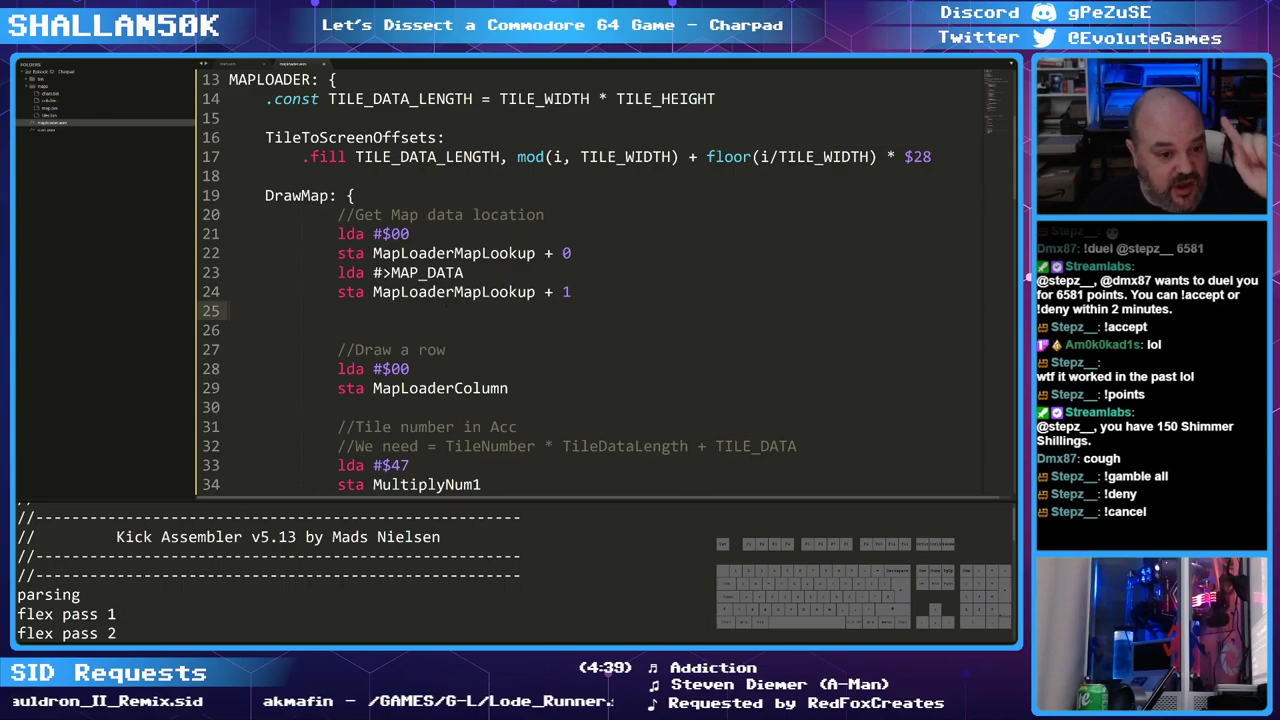 SHALLAN50K
Let's Dissect a Commodore 64 Game - Charpad
Discord gPeZuSE
Twitter @EvoluteGames
FOLDERS
13 MAPLOADER: {
14 .const TILE_DATA_LENGTH = TILE_WIDTH * TILE_HEIGHT
15
16 TileToScreenOffsets:
17 .fill TILE_DATA_LENGTH, mod(i, TILE_WIDTH) + floor(i/TILE_WIDTH) * $28
18
19 DrawMap: {
20 //Get Map data location
21 lda #$00
22 sta MapLoaderMapLookup + 0
23 lda #>MAP_DATA
24 sta MapLoaderMapLookup + 1
25
26
27 //Draw a row
28 lda #$00
29 sta MapLoaderColumn
30
31 //Tile number in Acc
32 //We need = TileNumber * TileDataLength + TILE_DATA
33 lda #$47
34 sta MultiplyNum1
//------------------------------------------------------
// Kick Assembler v5.13 by Mads Nielsen
//------------------------------------------------------
//------------------------------------------------------
parsing
flex pass 1
flex pass 2
Stepz__:
Dmx87: !duel @stepz__ 6581
Streamlabs:
@stepz__, @dmx87 wants to duel you
for 6581 points. You can !accept or
!deny within 2 minutes.
Stepz__: !accept
Am0k0kad1s: lol
Stepz__:
wtf it worked in the past lol
Stepz__: !points
Streamlabs:
@stepz__, you have 150 Shimmer
Shillings.
Dmx87: cough
Stepz__: !gamble all
Stepz__: !deny
Stepz__: !cancel
SID Requests
auldron_II_Remix.sid akmafin - /GAMES/G-L/Lode_Runner.
(4:39) Addiction
Steven Diemer (A-Man)
Requested by RedFoxCreates